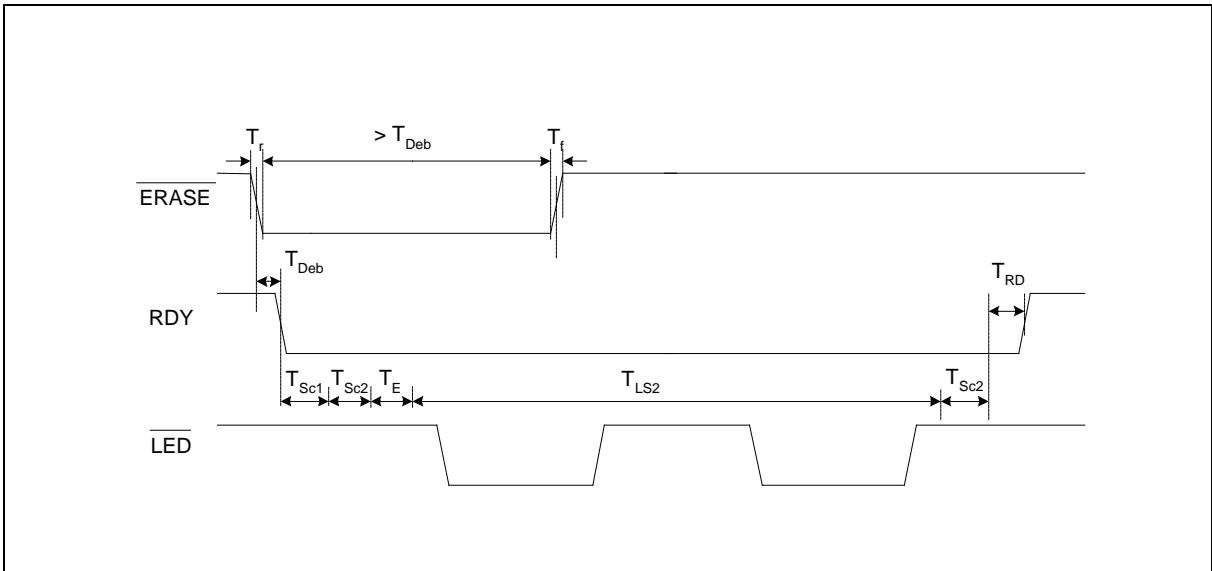 T_r > T_Deb T_f
ERASE
T_Deb
T_RD
RDY
T_Sc1 T_Sc2 T_E T_LS2 T_Sc2
LED